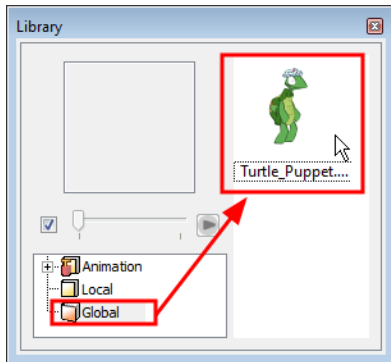 Library
Turtle_Puppet....
Animation
Local
Global